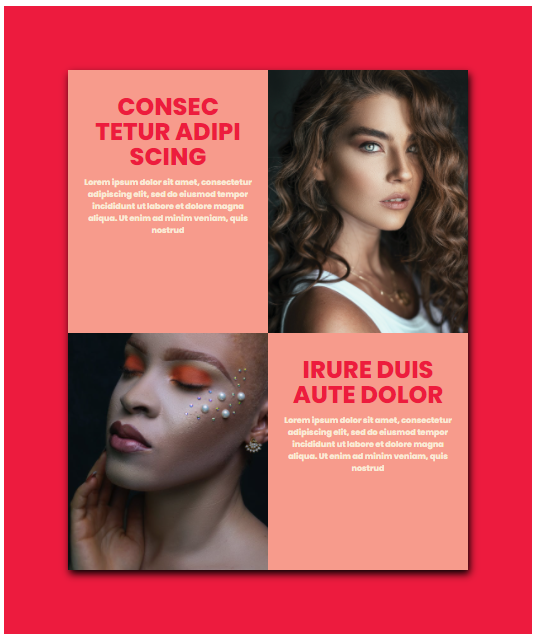 CONSEC
TETUR ADIPI
SCING
Lorem ipsum dolor sit amet, consectetur
adipiscing elit, sed do eiusmod tempor
incididunt ut labore et dolore magna
aliqua. Ut enim ad minim veniam, quis
nostrud
IRURE DUIS
AUTE DOLOR
Lorem ipsum dolor sit amet, consectetur
adipiscing elit, sed do eiusmod tempor
incididunt ut labore et dolore magna
aliqua. Ut enim ad minim veniam, quis
nostrud